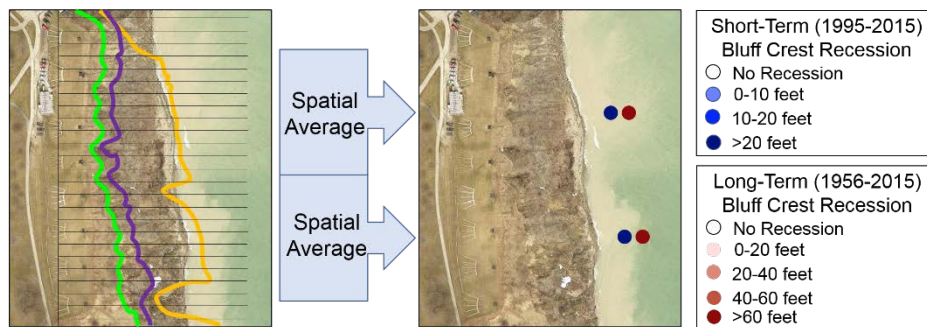 Spatial
Average
Spatial
Average
Short-Term (1995-2015)
Bluff Crest Recession
No Recession
0-10 feet
10-20 feet
>20 feet
Long-Term (1956-2015)
Bluff Crest Recession
No Recession
0-20 feet
20-40 feet
40-60 feet
>60 feet